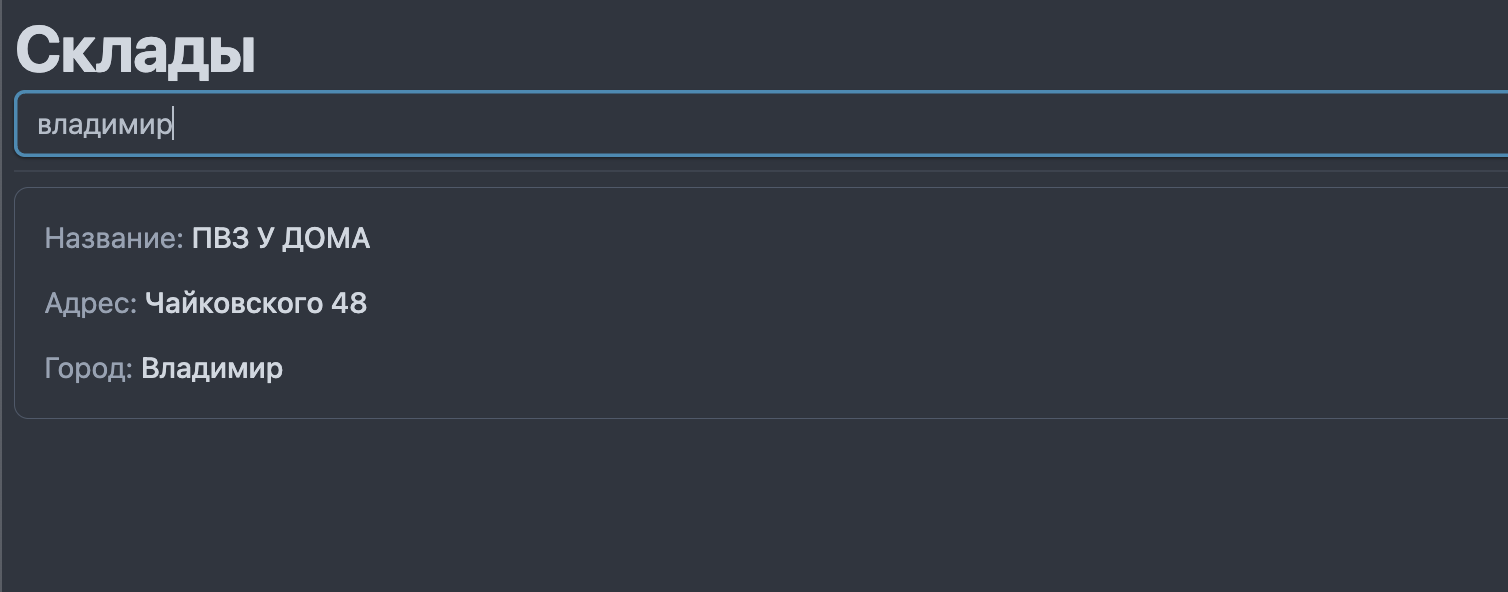 Склады
владимир
Название: ПВЗ У ДОМА
Адрес: Чайковского 48
Город: Владимир